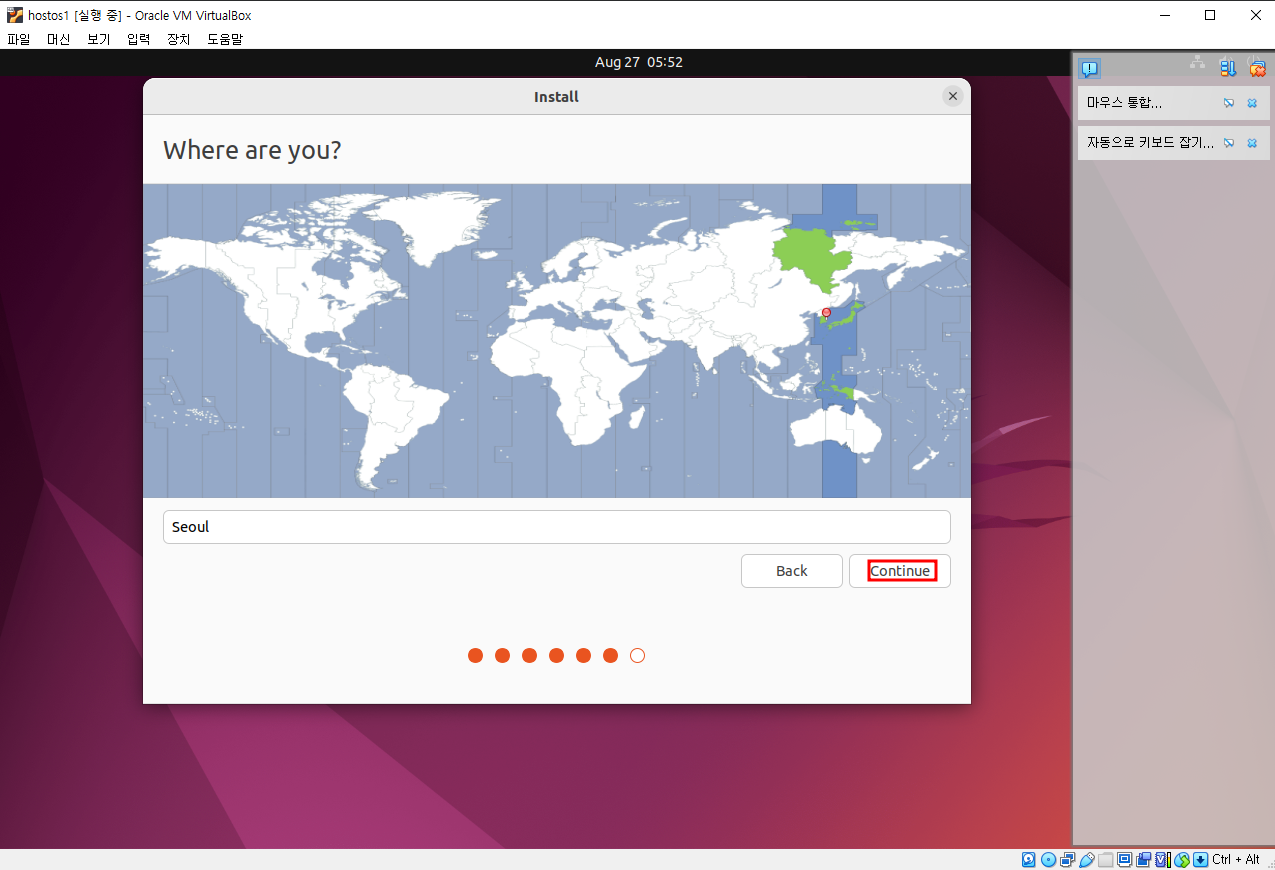 hostos1 [실행 중] - Oracle VM VirtualBox
파일 머신 보기 입력 장치 도움말
Aug 27 05:52
Install
마우스 통합...
자동으로 키보드 잡기...
Where are you?
Seoul
Back Continue
Ctrl + Alt